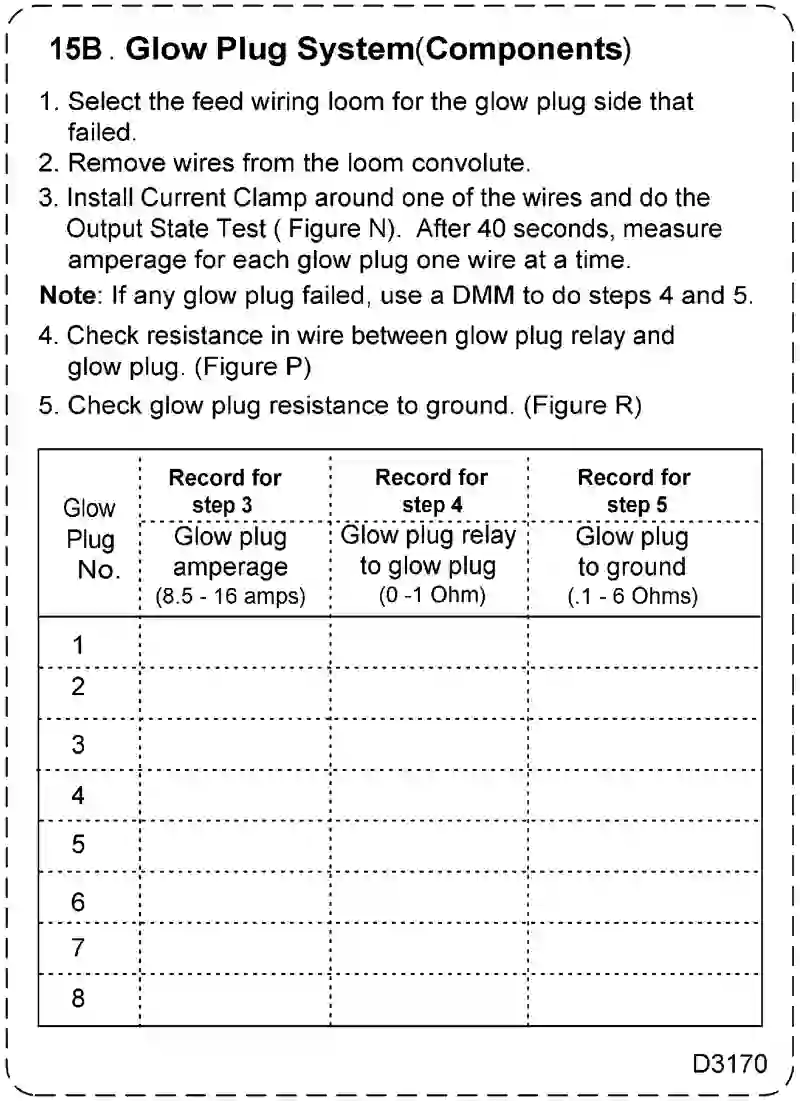 15B . Glow Plug System(Components)
1. Select the feed wiring loom for the glow plug side that
failed.
2. Remove wires from the loom convolute.
3. Install Current Clamp around one of the wires and do the
Output State Test ( Figure N).  After 40 seconds, measure
amperage for each glow plug one wire at a time.
Note: If any glow plug failed, use a DMM to do steps 4 and 5.
4. Check resistance in wire between glow plug relay and
glow plug. (Figure P)
5. Check glow plug resistance to ground. (Figure R)
Glow
Plug
No.
Record for
step 3
Glow plug
amperage
(8.5 - 16 amps)
Record for
step 4
Glow plug relay
to glow plug
(0 -1 Ohm)
Record for
step 5
Glow plug
to ground
(.1 - 6 Ohms)
1
2
3
4
5
6
7
8
D3170